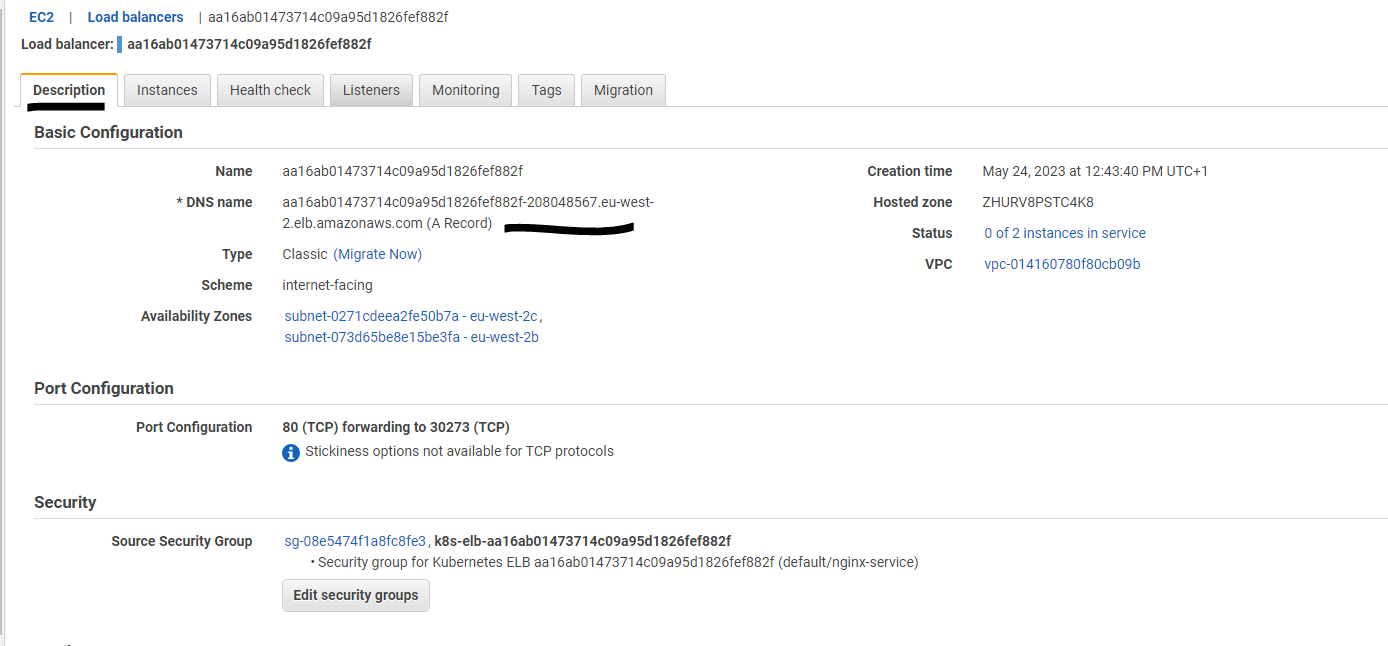 EC2 | Load balancers | aa16ab01473714c09a95d1826fef882f
Load balancer: aa16ab01473714c09a95d1826fef882f
Description Instances Health check Listeners Monitoring Tags Migration
Basic Configuration
Name aa16ab01473714c09a95d1826fef882f Creation time May 24, 2023 at 12:43:40 PM UTC+1
* DNS name aa16ab01473714c09a95d1826fef882f-208048567.eu-west- Hosted zone ZHURV8PSTC4K8
2.elb.amazonaws.com (A Record)
Status 0 of 2 instances in service
Type Classic (Migrate Now)
VPC vpc-014160780f80cb09b
Scheme internet-facing
Availability Zones subnet-0271cdeea2fe50b7a - eu-west-2c,
subnet-073d65be8e15be3fa - eu-west-2b
Port Configuration
Port Configuration 80 (TCP) forwarding to 30273 (TCP)
Stickiness options not available for TCP protocols
Security
Source Security Group sg-08e5474f1a8fc8fe3, k8s-elb-aa16ab01473714c09a95d1826fef882f
• Security group for Kubernetes ELB aa16ab01473714c09a95d1826fef882f (default/nginx-service)
Edit security groups